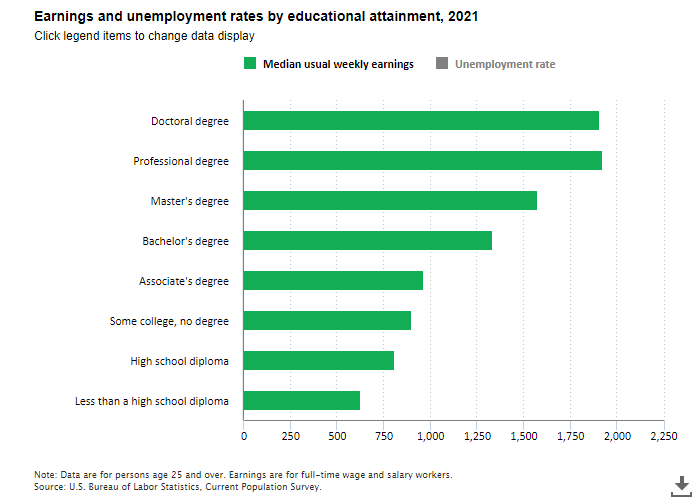 Earnings and unemployment rates by educational attainment, 2021
Click legend items to change data display
Median usual weekly earnings Unemployment rate
Doctoral degree
Professional degree
Master's degree
Bachelor's degree
Associate's degree
Some college, no degree
High school diploma
Less than a high school diploma
0 250 500 750 1,000 1,250 1,500 1,750 2,000 2,250
Note: Data are for persons age 25 and over. Earnings are for full-time wage and salary workers.
Source: U.S. Bureau of Labor Statistics, Current Population Survey.